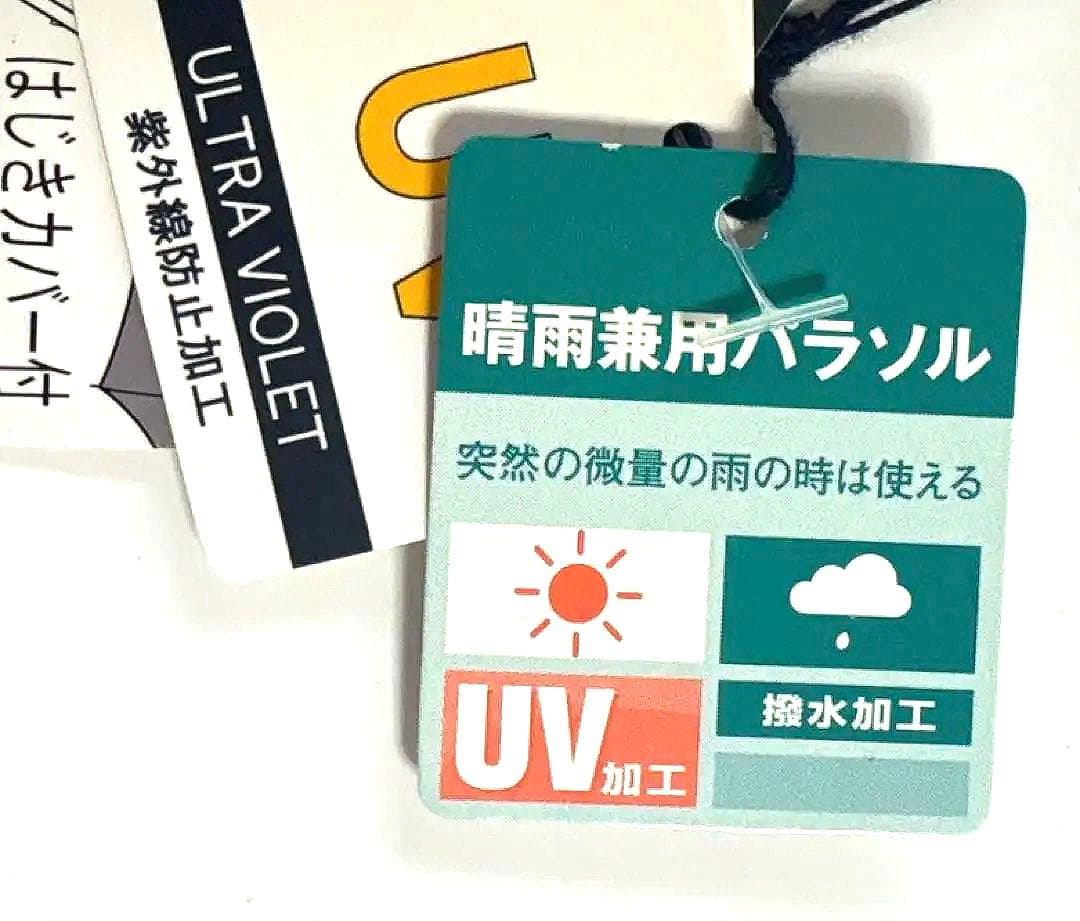 はじきカバー付
紫外線防止加工
ULTRA VIOLET
晴雨兼用パラソル
突然の微量の雨の時は使える
UV加工
撥水加工